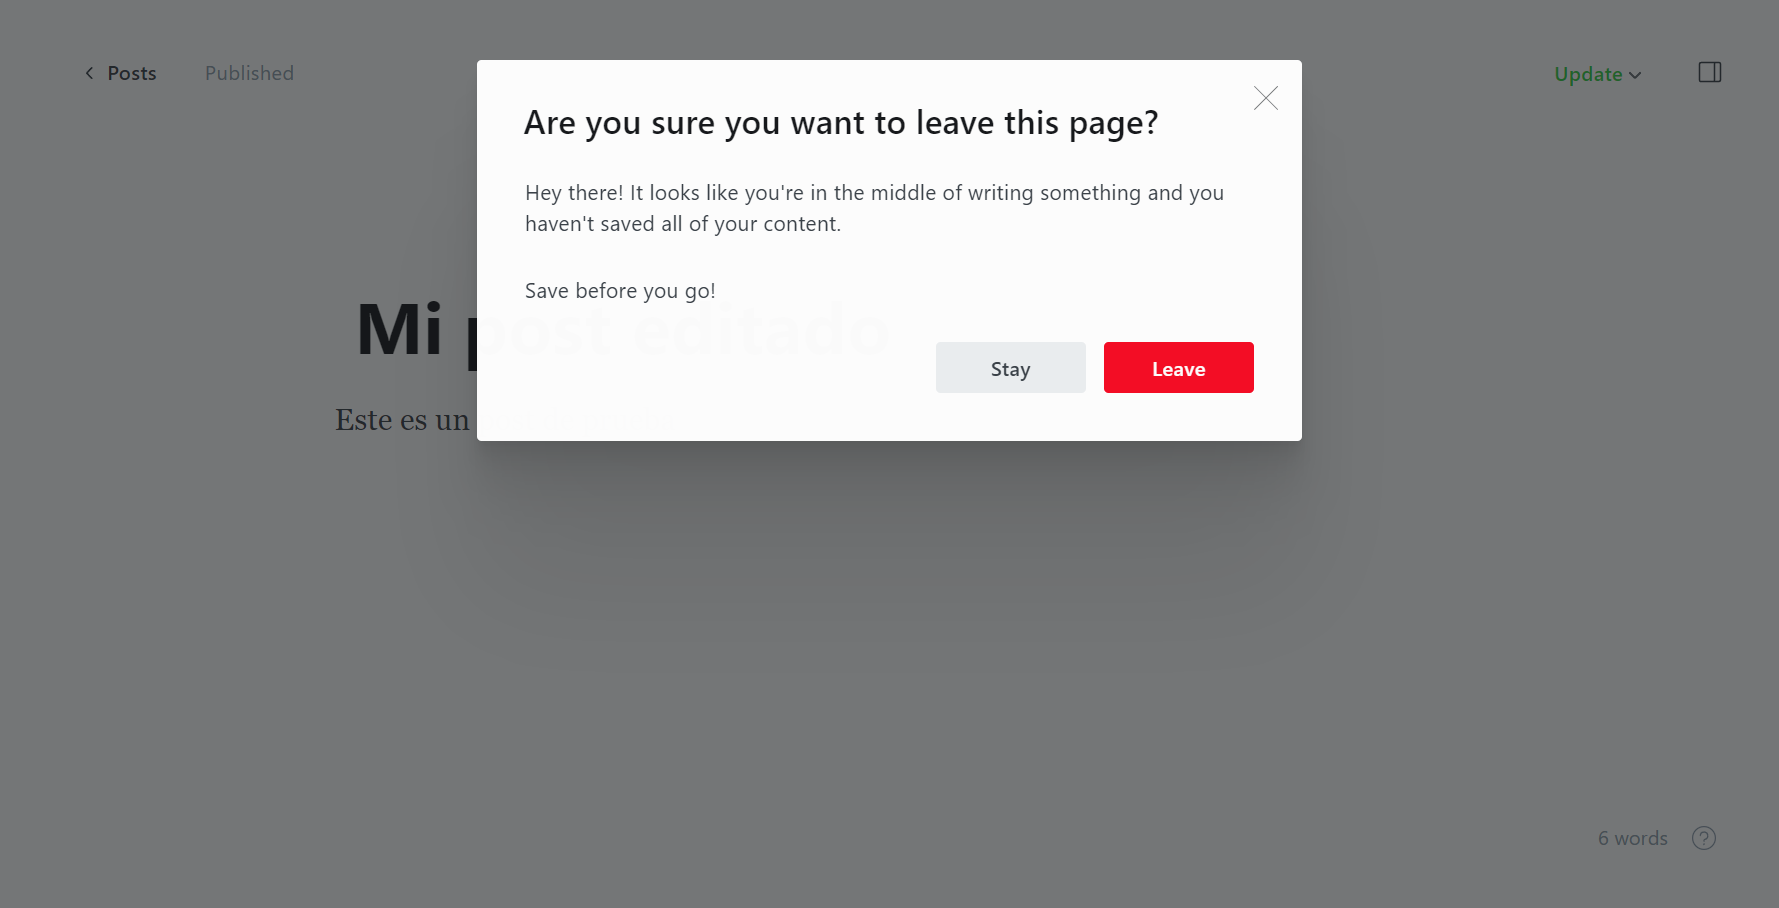 Posts
Published
Update
Are you sure you want to leave this page?
Hey there! It looks like you're in the middle of writing something and you
haven't saved all of your content.
Save before you go!
Mi post editado
Stay
Leave
Este es un
6 words
?